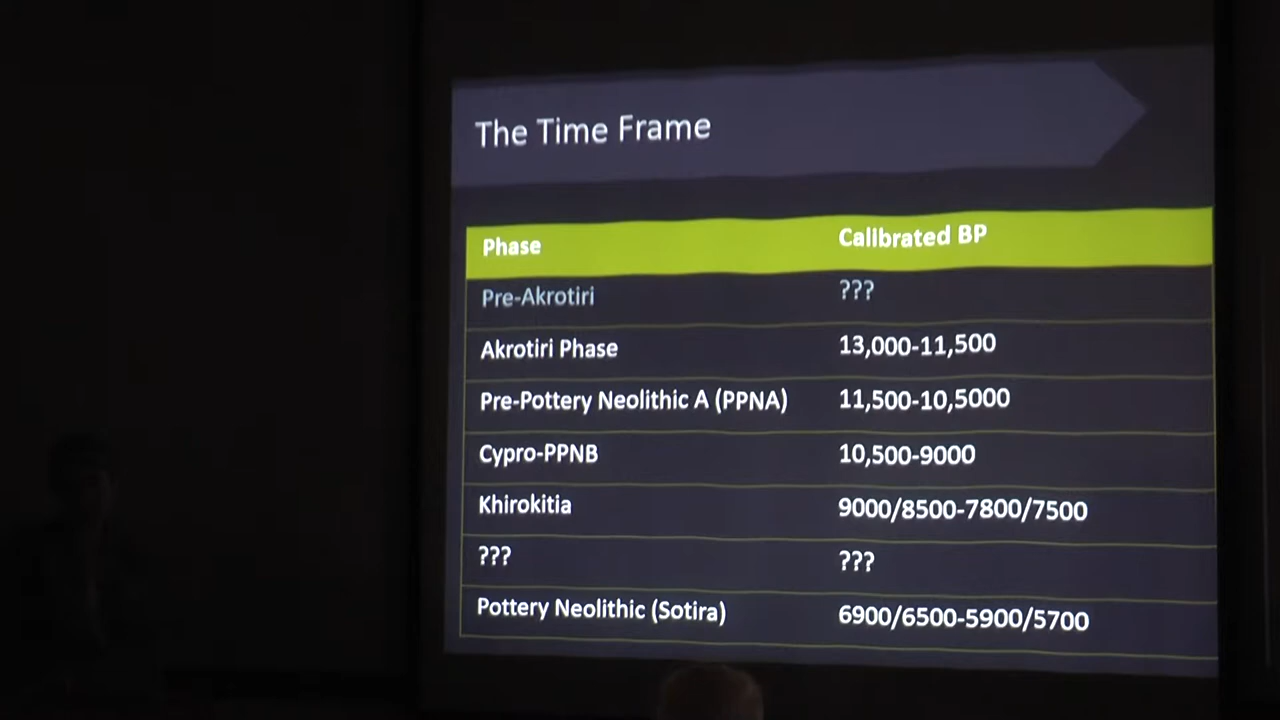 The Time Frame
Phase Calibrated BP
Pre-Akrotiri ???
Akrotiri Phase 13,000-11,500
Pre-Pottery Neolithic A (PPNA) 11,500-10,5000
Cypro-PPNB 10,500-9000
Khirokitia 9000/8500-7800/7500
??? ???
Pottery Neolithic (Sotira) 6900/6500-5900/5700